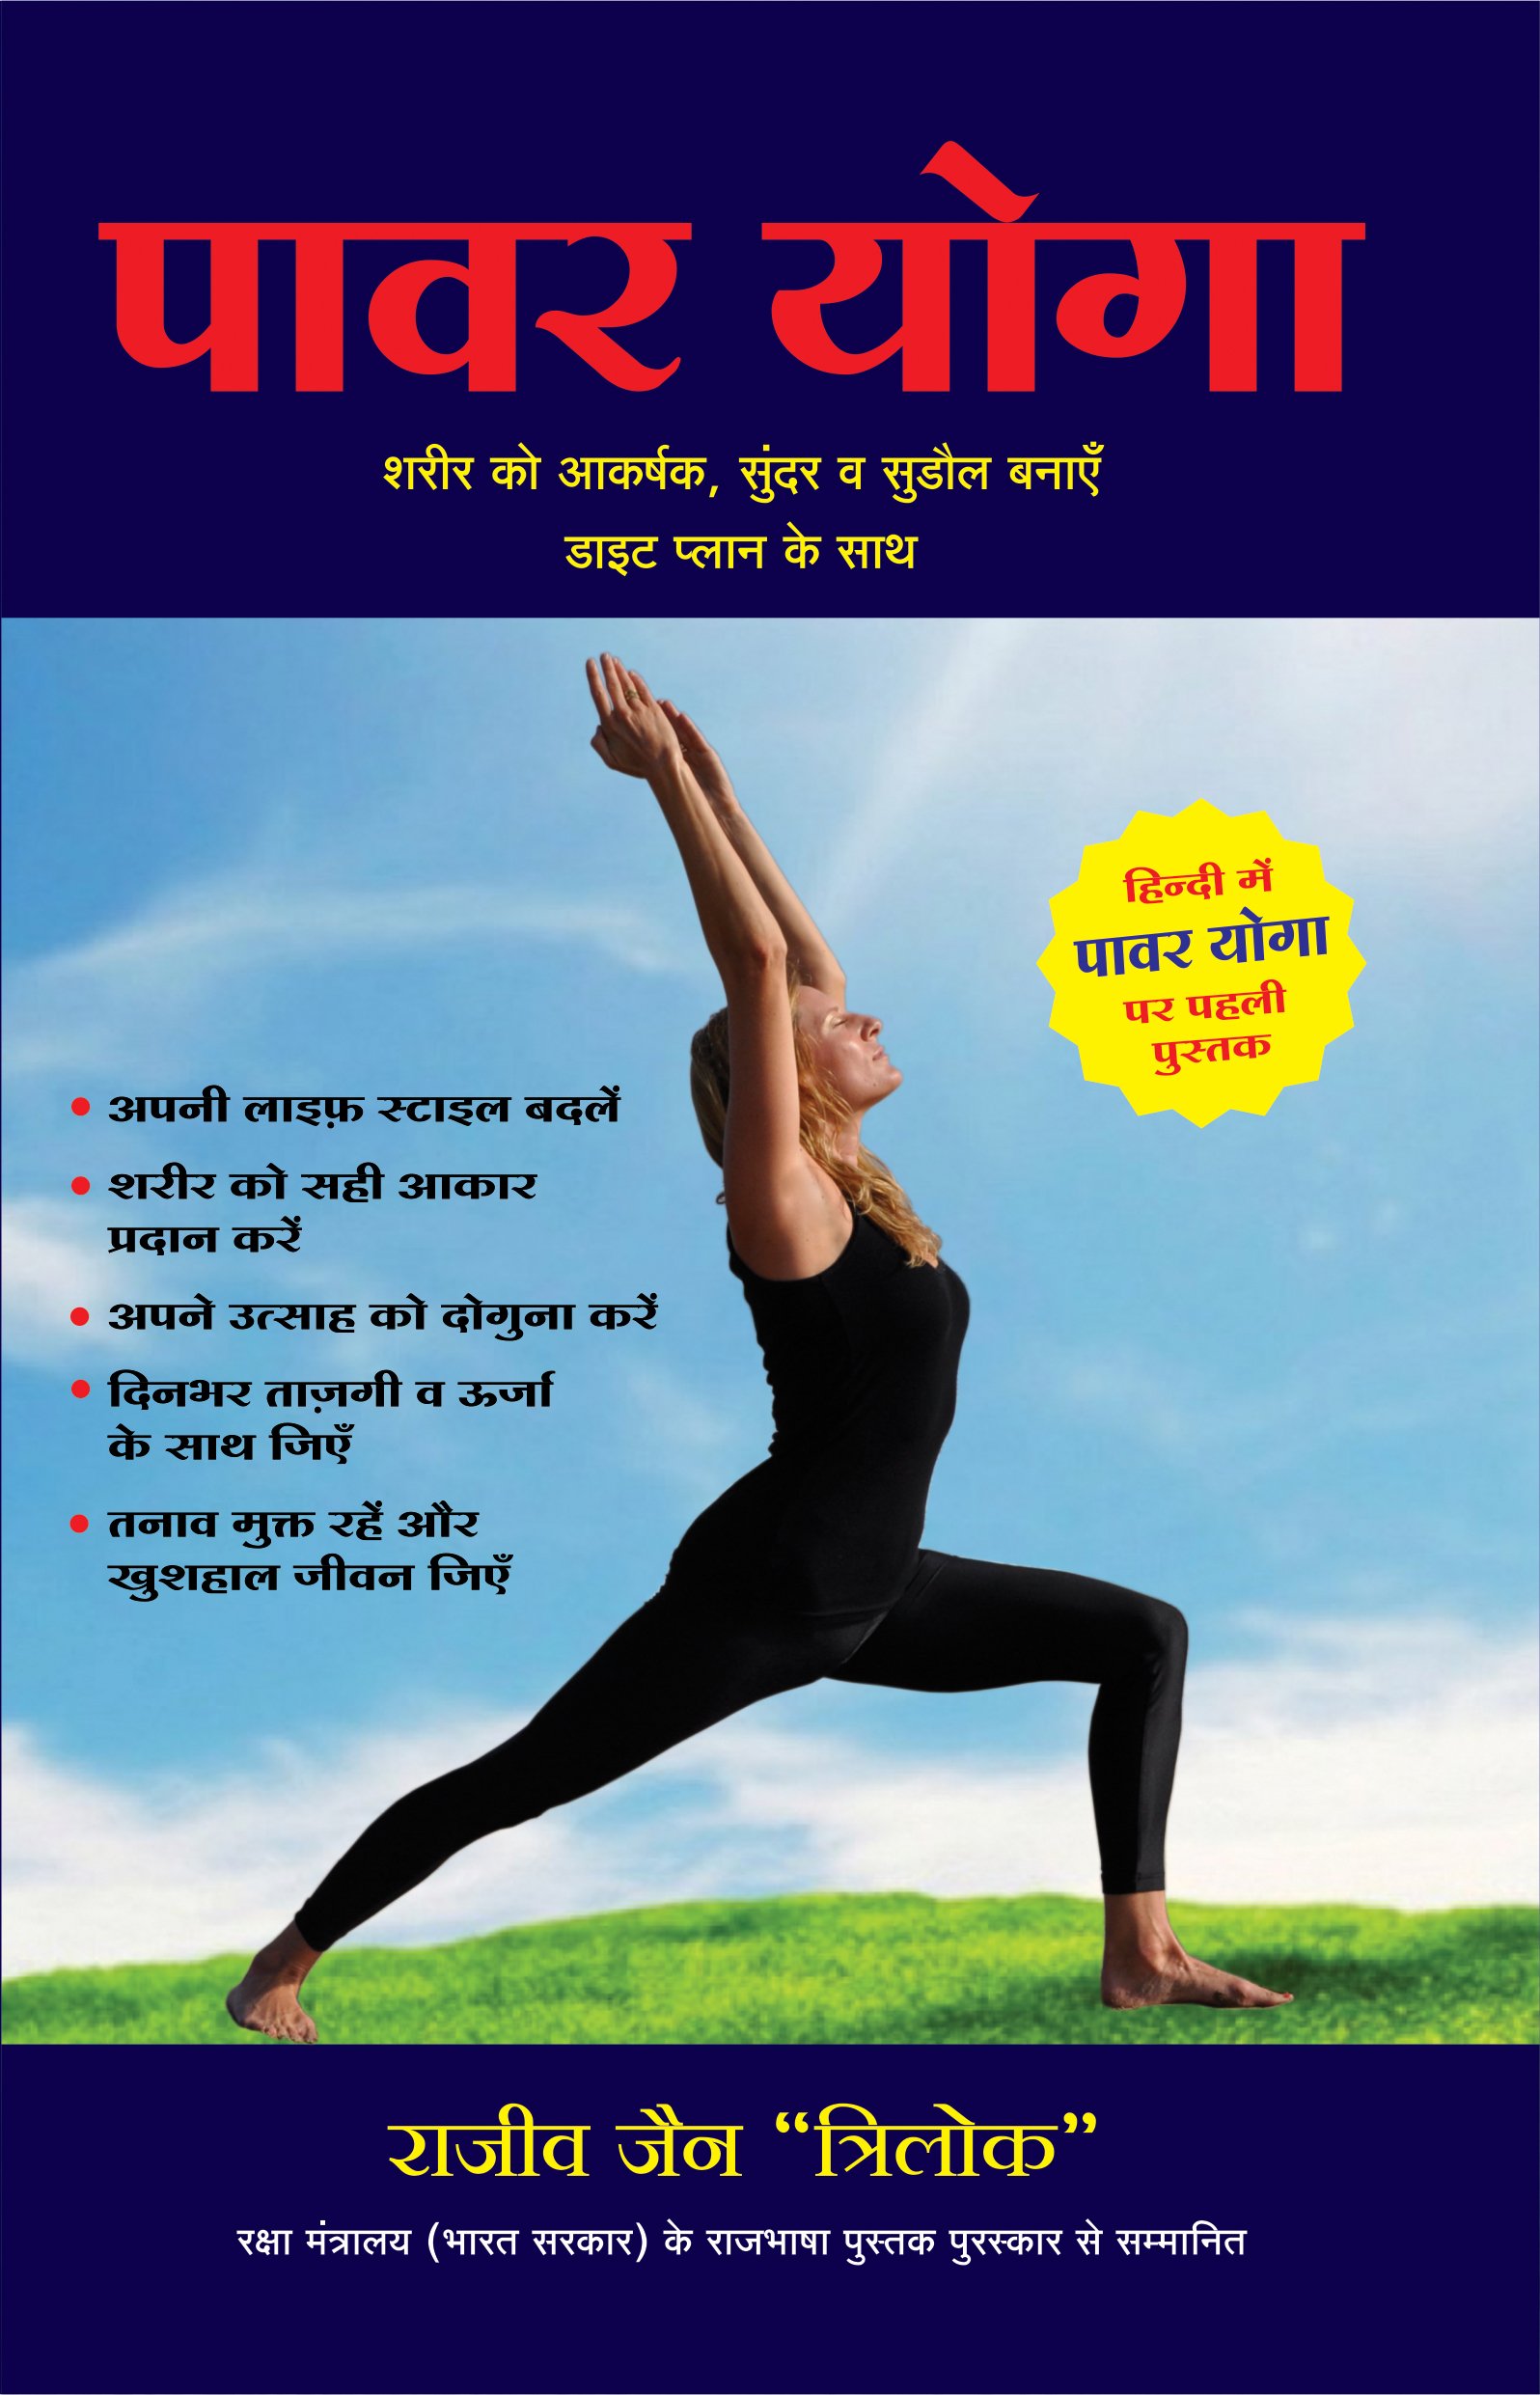 पावर योगा
शरीर को आकर्षक, सुंदर व सुडौल बनाएँ
डाइट प्लान के साथ
हिन्दी में
पावर योगा
पर पहली
पुस्तक
• अपनी लाइफ़ स्टाइल बदलें
• शरीर को सही आकार
प्रदान करें
• अपने उत्साह को दोगुना करें
• दिनभर ताज़गी व ऊर्जा
के साथ जिएँ
• तनाव मुक्त रहें और
खुशहाल जीवन जिएँ
राजीव जैन “त्रिलोक”
रक्षा मंत्रालय (भारत सरकार) के राजभाषा पुस्तक पुरस्कार से सम्मानित